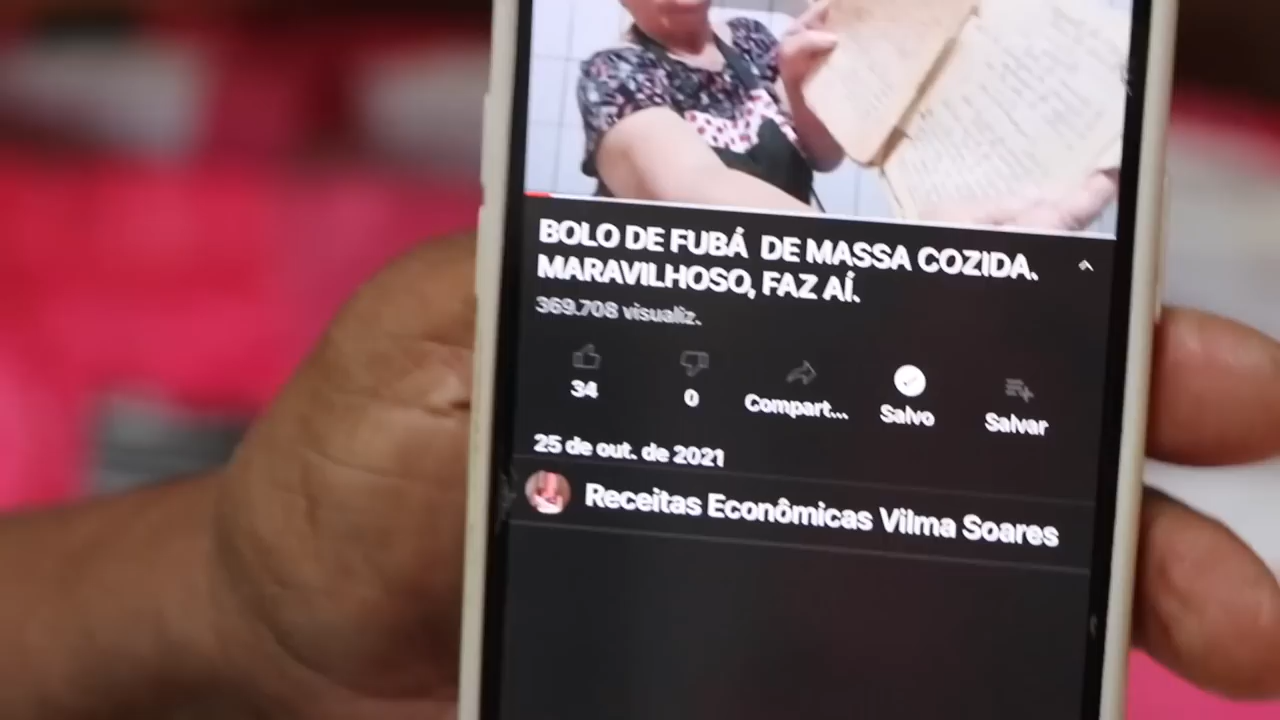 BOLO DE FUBÁ DE MASSA COZIDA.
MARAVILHOSO, FAZ AÍ.
369.708 visualiz.
34
0
Compart...
Salvo
Salvar
25 de out. de 2021
Receitas Econômicas Vilma Soares